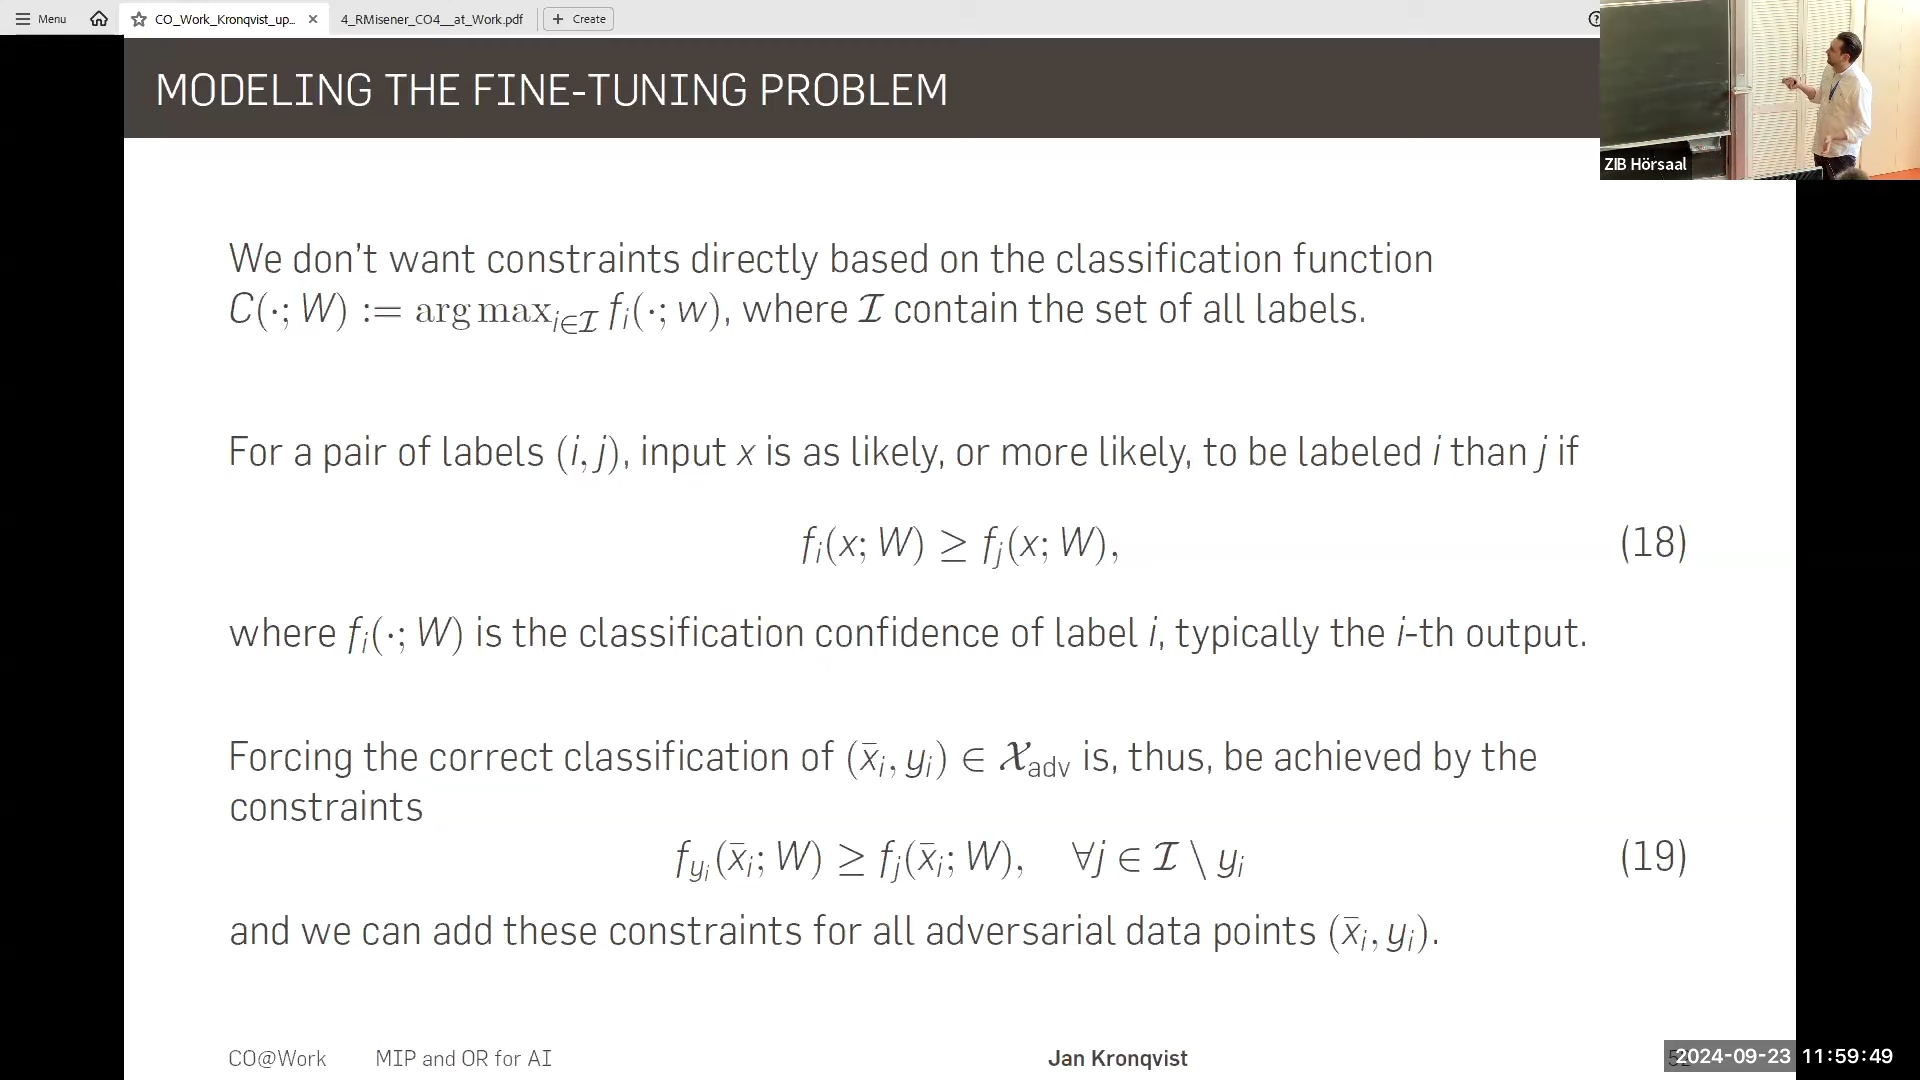 Menu CO_Work_Kronqvist_up... 4_RMisener_CO4__at_Work.pdf Create
MODELING THE FINE-TUNING PROBLEM
ZIB Hörsaal
We don't want constraints directly based on the classification function
C(·; W) := arg max_{i∈ℐ} f_i(·; w), where ℐ contain the set of all labels.
For a pair of labels (i, j), input x is as likely, or more likely, to be labeled i than j if
f_i(x; W) ≥ f_j(x; W), (18)
where f_i(·; W) is the classification confidence of label i, typically the i-th output.
Forcing the correct classification of (x̄_i, y_i) ∈ 𝒳_adv is, thus, be achieved by the
constraints
f_{y_i}(x̄_i; W) ≥ f_j(x̄_i; W), ∀j ∈ ℐ \ y_i (19)
and we can add these constraints for all adversarial data points (x̄_i, y_i).
CO@Work MIP and OR for AI Jan Kronqvist
2024-09-23 11:59:49